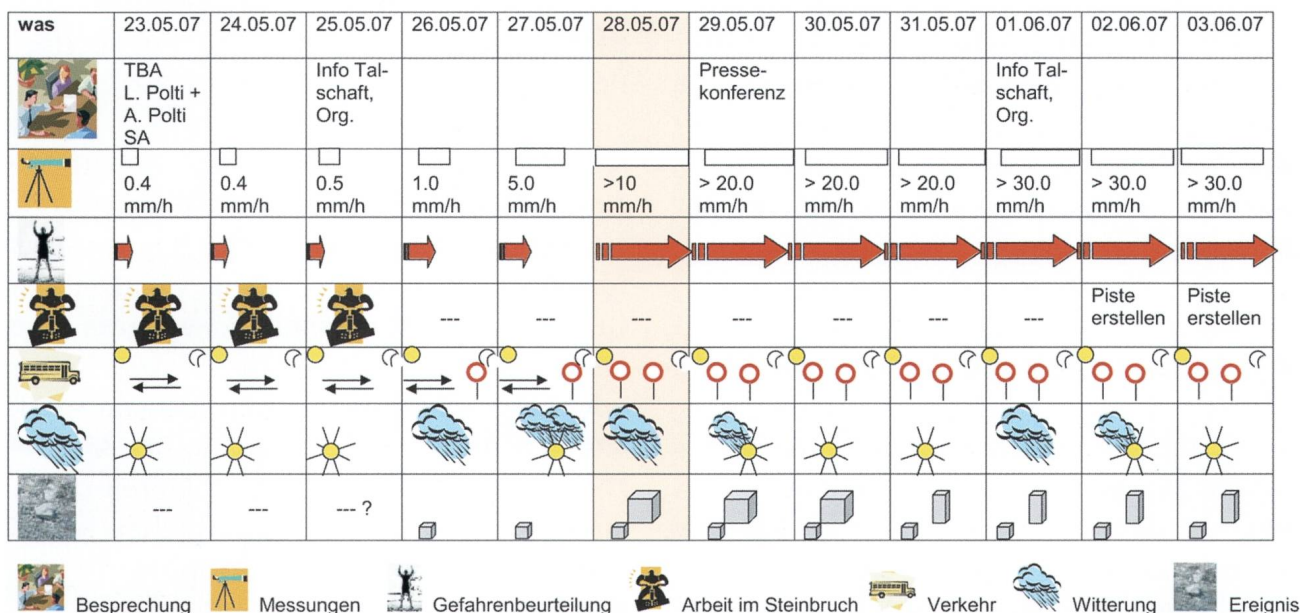 was 23.05.07 24.05.07 25.05.07 26.05.07 27.05.07 28.05.07 29.05.07 30.05.07 31.05.07 01.06.07 02.06.07 03.06.07
TBA Info Tal- Presse- Info Tal-
L. Polti + schaft, konferenz schaft,
A. Polti Org. Org.
SA
0.4 0.4 0.5 1.0 5.0 >10 > 20.0 > 20.0 > 20.0 > 30.0 > 30.0 > 30.0
mm/h mm/h mm/h mm/h mm/h mm/h mm/h mm/h mm/h mm/h mm/h mm/h
Piste Piste
--- --- --- --- --- --- --- erstellen erstellen
--- --- --- ?
Besprechung Messungen Gefahrenbeurteilung Arbeit im Steinbruch Verkehr Witterung Ereignis